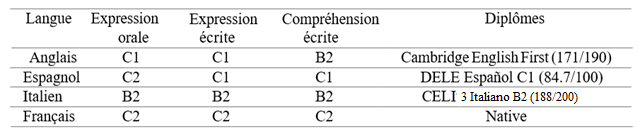 Langue Expression orale Expression écrite Compréhension écrite Diplômes
Anglais C1 C1 B2 Cambridge English First (171/190)
Espagnol C2 C1 C1 DELE Español C1 (84.7/100)
Italien B2 B2 B2 CELI 3 Italiano B2 (188/200)
Français C2 C2 C2 Native